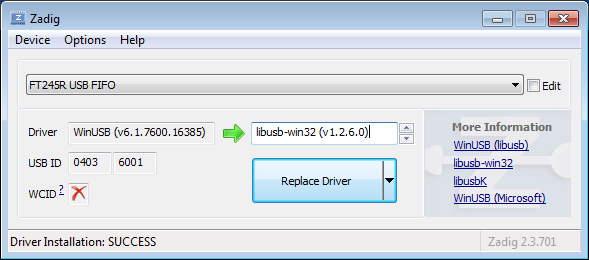 Zadig
Device Options Help
FT245R USB FIFO
Edit
Driver WinUSB (v6.1.7600.16385) libusb-win32 (v1.2.6.0)
More Information
WinUSB (libusb)
libusb-win32
libusbK
WinUSB (Microsoft)
USB ID 0403 6001
Replace Driver
WCID ?
Driver Installation: SUCCESS
Zadig 2.3.701